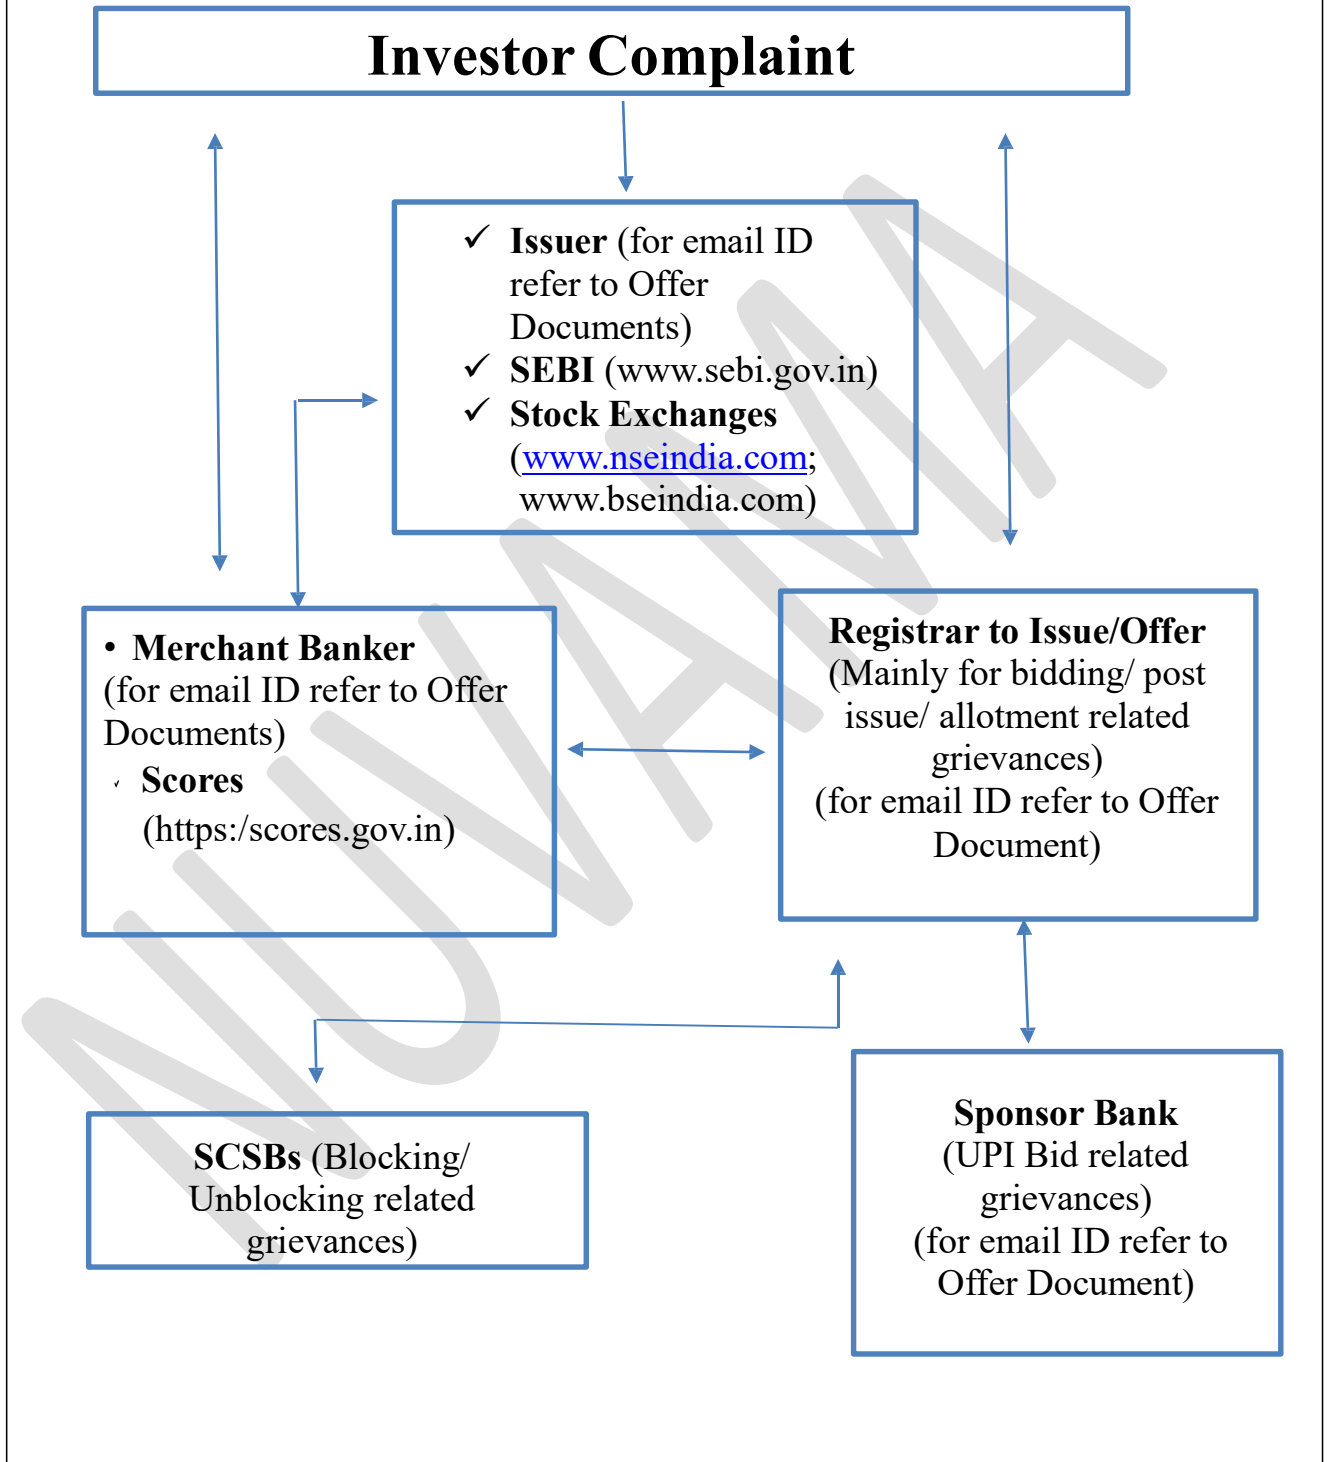 Investor Complaint
✓ Issuer (for email ID
refer to Offer
Documents)
✓ SEBI (www.sebi.gov.in)
✓ Stock Exchanges
(www.nseindia.com;
www.bseindia.com)
• Merchant Banker
(for email ID refer to Offer
Documents)
✓ Scores
(https:/scores.gov.in)
Registrar to Issue/Offer
(Mainly for bidding/ post
issue/ allotment related
grievances)
(for email ID refer to Offer
Document)
SCSBs (Blocking/
Unblocking related
grievances)
Sponsor Bank
(UPI Bid related
grievances)
(for email ID refer to
Offer Document)
NUVAMA